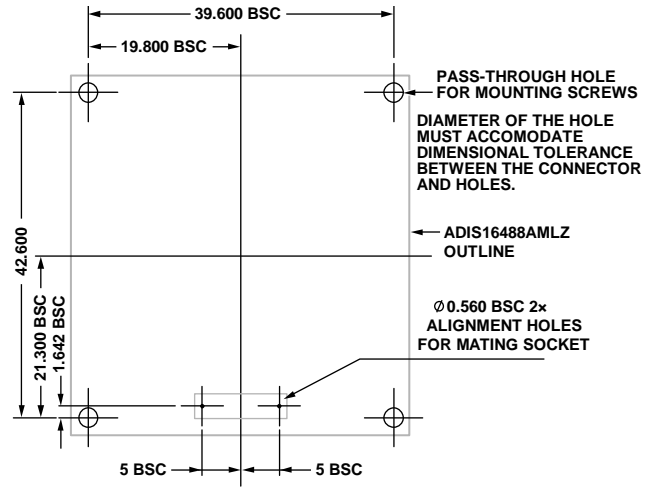 39.600 BSC
19.800 BSC
PASS-THROUGH HOLE
FOR MOUNTING SCREWS
DIAMETER OF THE HOLE
MUST ACCOMODATE
DIMENSIONAL TOLERANCE
BETWEEN THE CONNECTOR
AND HOLES.
ADIS16488AMLZ
OUTLINE
42.600
21.300 BSC
1.642 BSC
Ø0.560 BSC 2×
ALIGNMENT HOLES
FOR MATING SOCKET
5 BSC
5 BSC